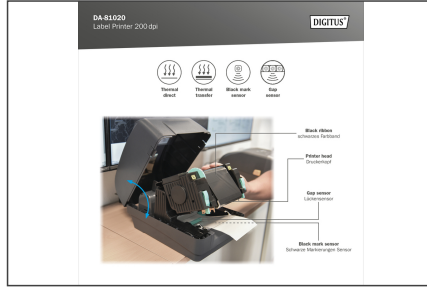 DA-81020
Label Printer 200 dpi
DIGITUS®
Thermal
direct
Thermal
transfer
Black mark
sensor
Gap
sensor
Black ribbon
schwarzes Farbband
Printer head
Druckerkopf
Gap sensor
Lückensensor
Black mark sensor
Schwarze Markierungen Sensor